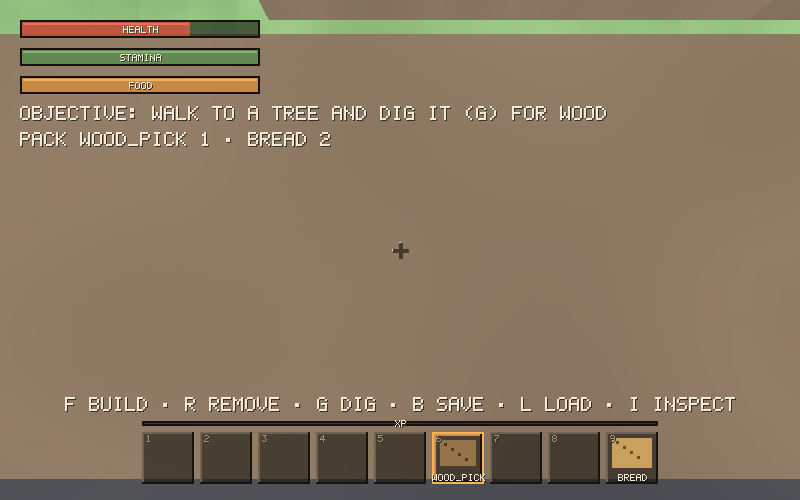 HEALTH
STAMINA
FOOD
OBJECTIVE: WALK TO A TREE AND DIG IT (G) FOR WOOD
PACK WOOD_PICK 1 · BREAD 2
F BUILD · R REMOVE · G DIG · B SAVE · L LOAD · I INSPECT
XP
1 2 3 4 5 6 7 8 9
WOOD_PICK BREAD